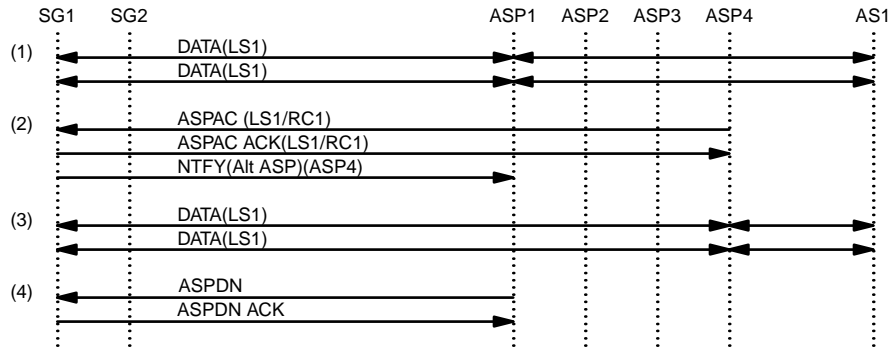 SG1 SG2 ASP1 ASP2 ASP3 ASP4 AS1
(1) DATA(LS1)
DATA(LS1)
(2) ASPAC (LS1/RC1)
ASPAC ACK(LS1/RC1)
NTFY(Alt ASP)(ASP4)
(3) DATA(LS1)
DATA(LS1)
(4) ASPDN
ASPDN ACK